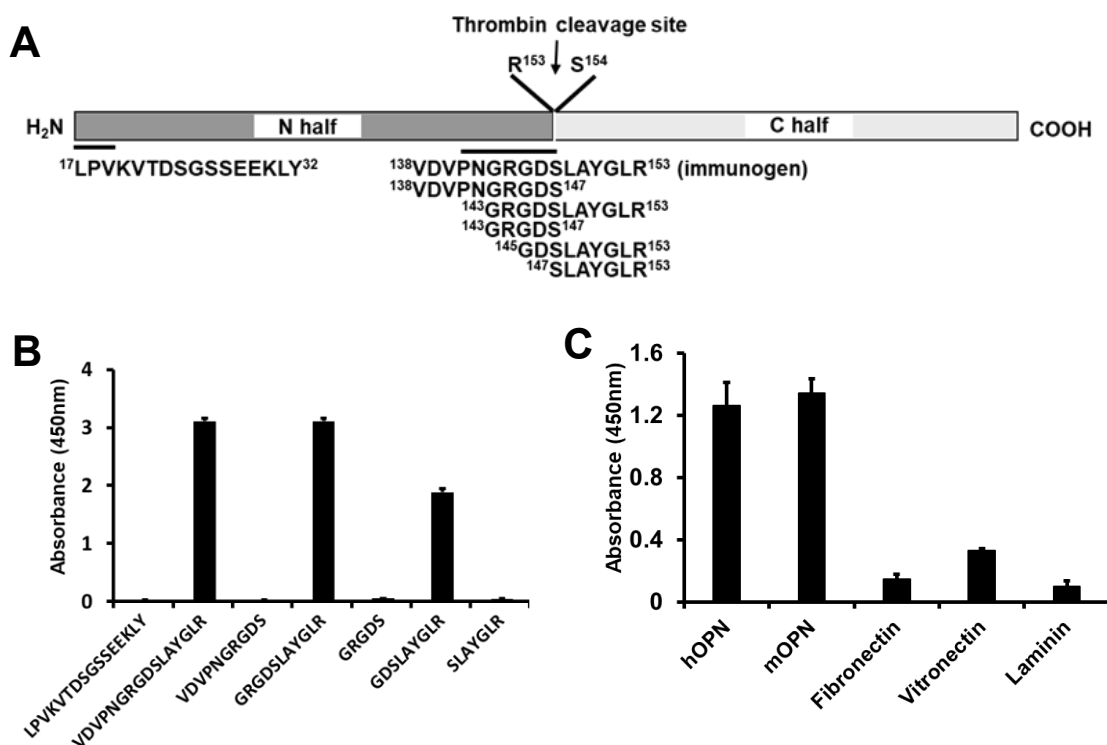 A
Thrombin cleavage site
R¹⁵³ S¹⁵⁴
H₂N N half C half COOH
¹⁷LPVKVTDSGSSEEKLY³² ¹³⁸VDVPNGRGDSLAYGLR¹⁵³ (immunogen)
¹³⁸VDVPNGRGDS¹⁴⁷
¹⁴³GRGDSLAYGLR¹⁵³
¹⁴³GRGDS¹⁴⁷
¹⁴⁵GDSLAYGLR¹⁵³
¹⁴⁷SLAYGLR¹⁵³
B
Absorbance (450nm)
4
3
2
1
0
LPVKVTDSGSSEEKLY
VDVPNGRGDSLAYGLR
VDVPNGRGDS
GRGDSLAYGLR
GRGDS
GDSLAYGLR
SLAYGLR
C
Absorbance (450nm)
1.6
1.2
0.8
0.4
0
hOPN
mOPN
Fibronectin
Vitronectin
Laminin